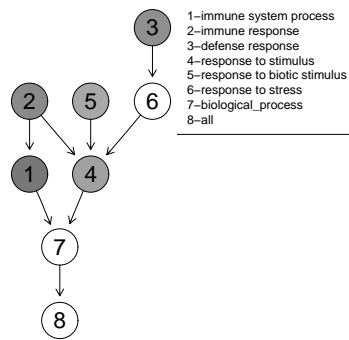 3
1–immune system process
2–immune response
3–defense response
4–response to stimulus
5–response to biotic stimulus
6–response to stress
7–biological_process
8–all
2
5
6
1
4
7
8